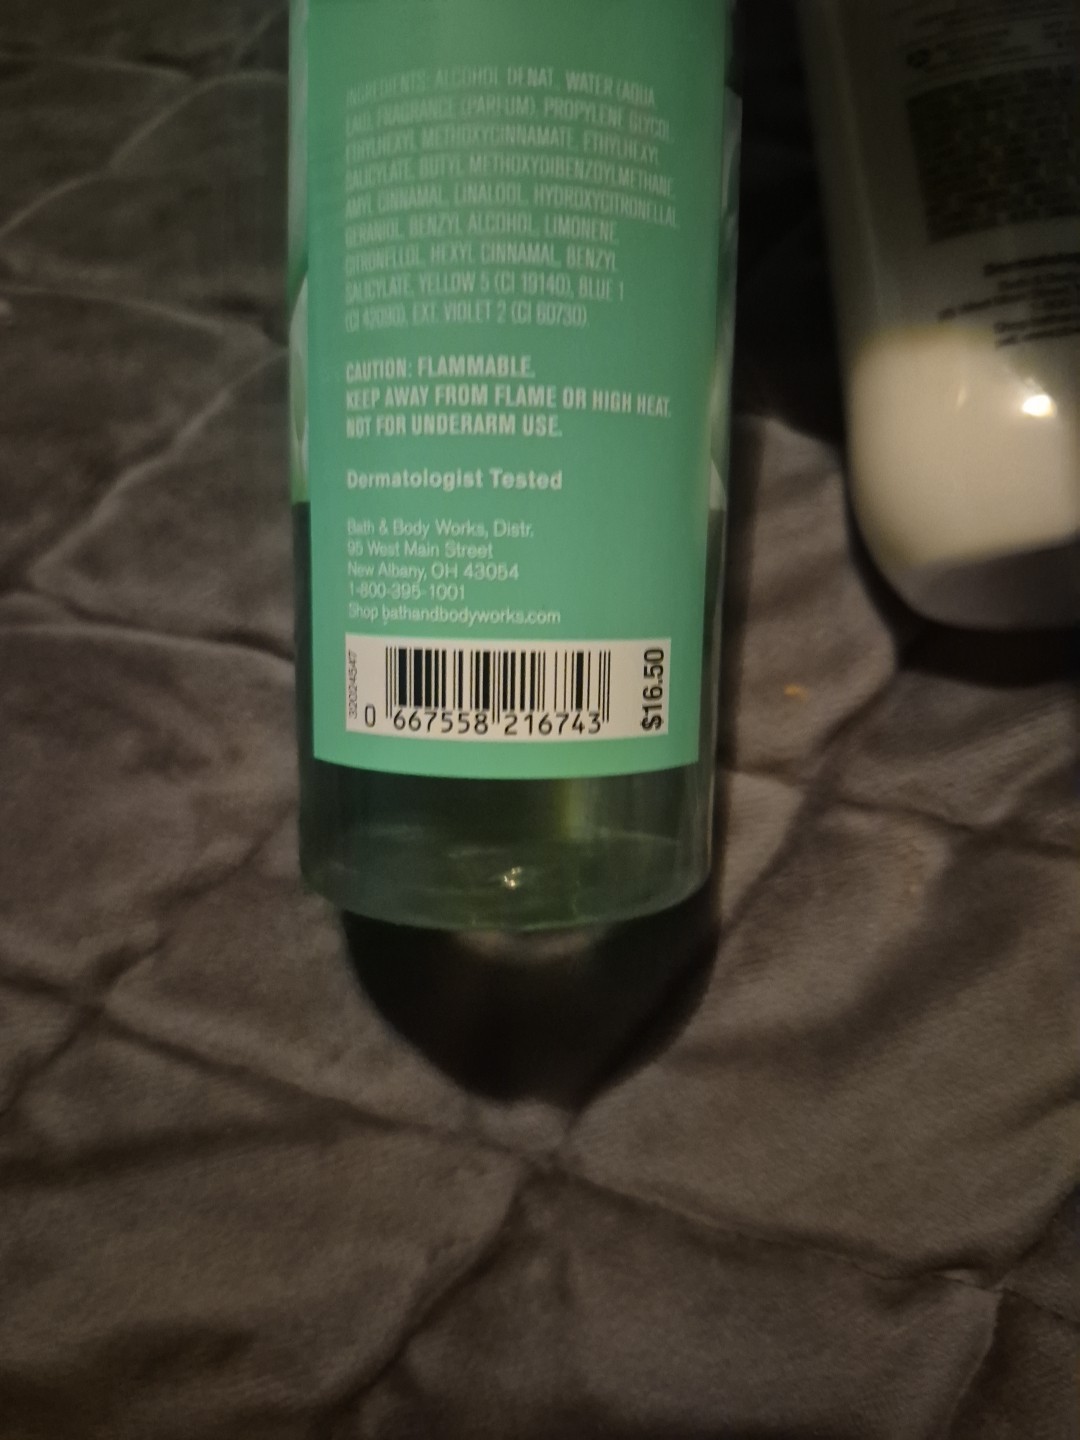 INGREDIENTS: ALCOHOL DENAT., WATER (AQUA,
EAU), FRAGRANCE (PARFUM), PROPYLENE GLYCOL,
ETHYLHEXYL METHOXYCINNAMATE, ETHYLHEXYL
SALICYLATE, BUTYL METHOXYDIBENZOYLMETHANE,
AMYL CINNAMAL, LINALOOL, HYDROXYCITRONELLAL,
GERANIOL, BENZYL ALCOHOL, LIMONENE,
CITRONELLOL, HEXYL CINNAMAL, BENZYL
SALICYLATE, YELLOW 5 (CI 19140), BLUE 1
(CI 42090), EXT. VIOLET 2 (CI 60730).
CAUTION: FLAMMABLE.
KEEP AWAY FROM FLAME OR HIGH HEAT.
NOT FOR UNDERARM USE.
Dermatologist Tested
Bath & Body Works, Distr.
95 West Main Street
New Albany, OH 43054
1-800-395-1001
Shop bathandbodyworks.com
0 667558 216743
$16.50